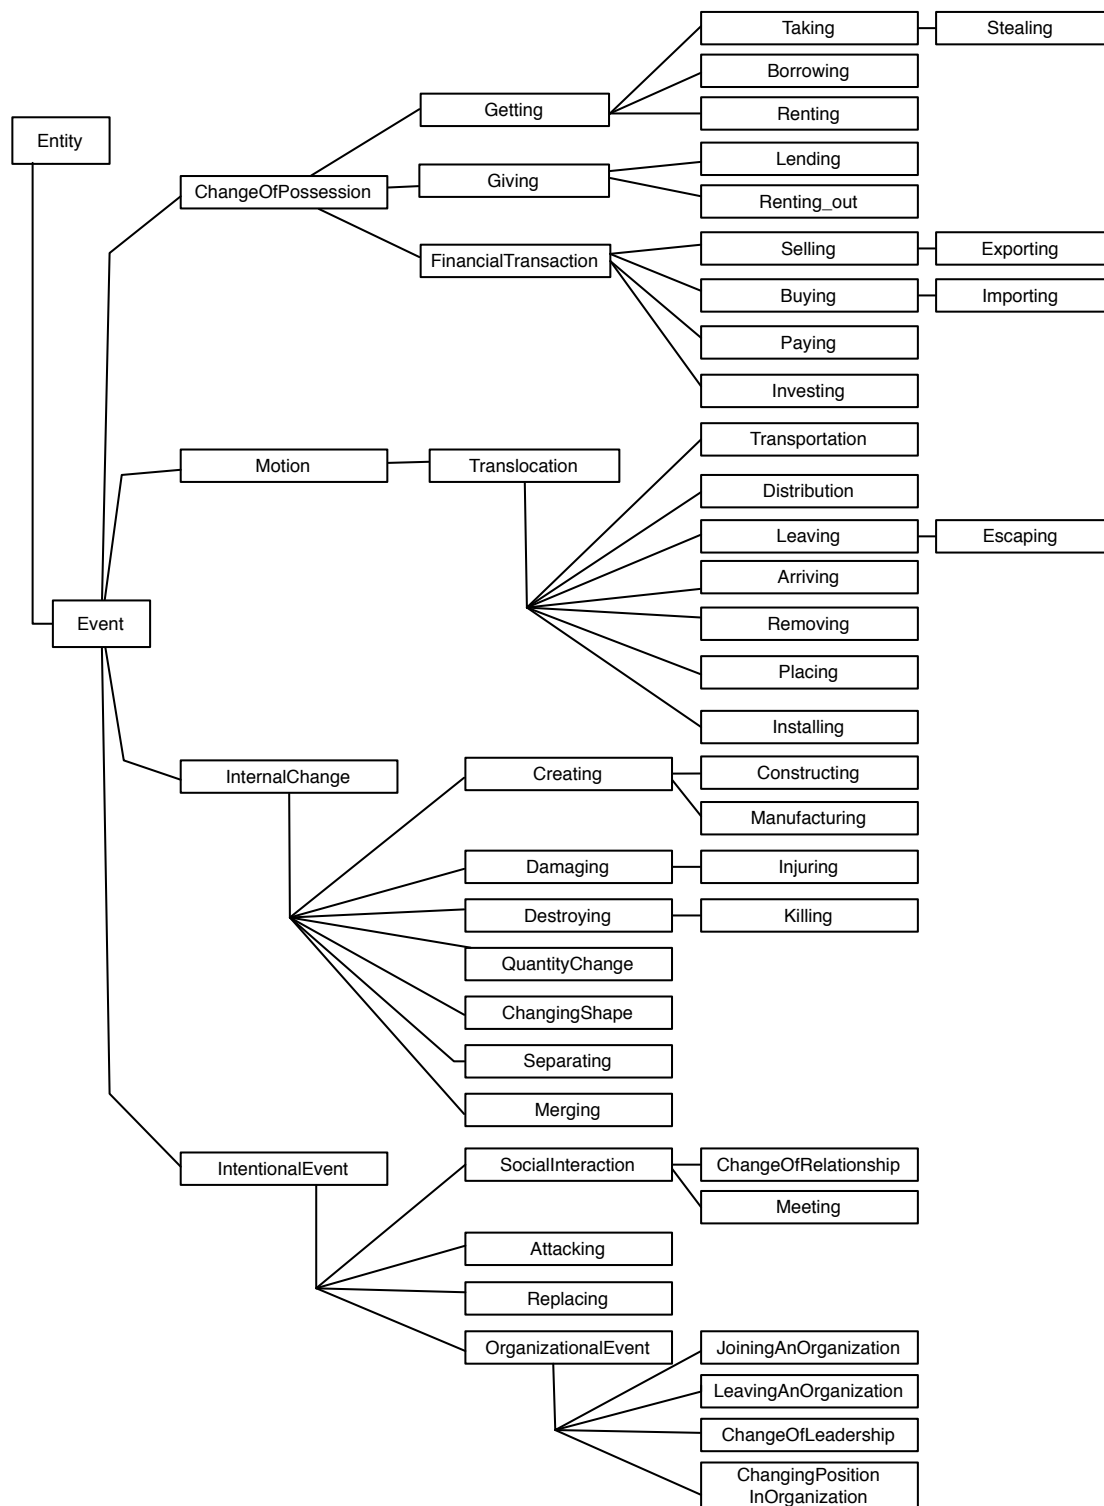 Entity
Event
ChangeOfPossession
Getting
Taking
Stealing
Borrowing
Renting
Giving
Lending
Renting_out
FinancialTransaction
Selling
Exporting
Buying
Importing
Paying
Investing
Motion
Translocation
Transportation
Distribution
Leaving
Escaping
Arriving
Removing
Placing
Installing
InternalChange
Creating
Constructing
Manufacturing
Damaging
Injuring
Destroying
Killing
QuantityChange
ChangingShape
Separating
Merging
IntentionalEvent
SocialInteraction
ChangeOfRelationship
Meeting
Attacking
Replacing
OrganizationalEvent
JoiningAnOrganization
LeavingAnOrganization
ChangeOfLeadership
ChangingPosition
InOrganization